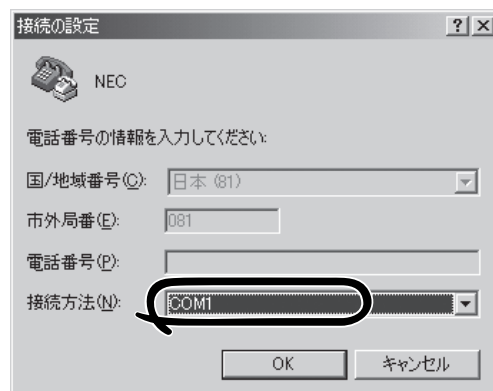 接続の設定
NEC
電話番号の情報を入力してください:
国/地域番号(C): 日本 (81)
市外局番(E): 081
電話番号(P):
接続方法(N): COM1
OK キャンセル